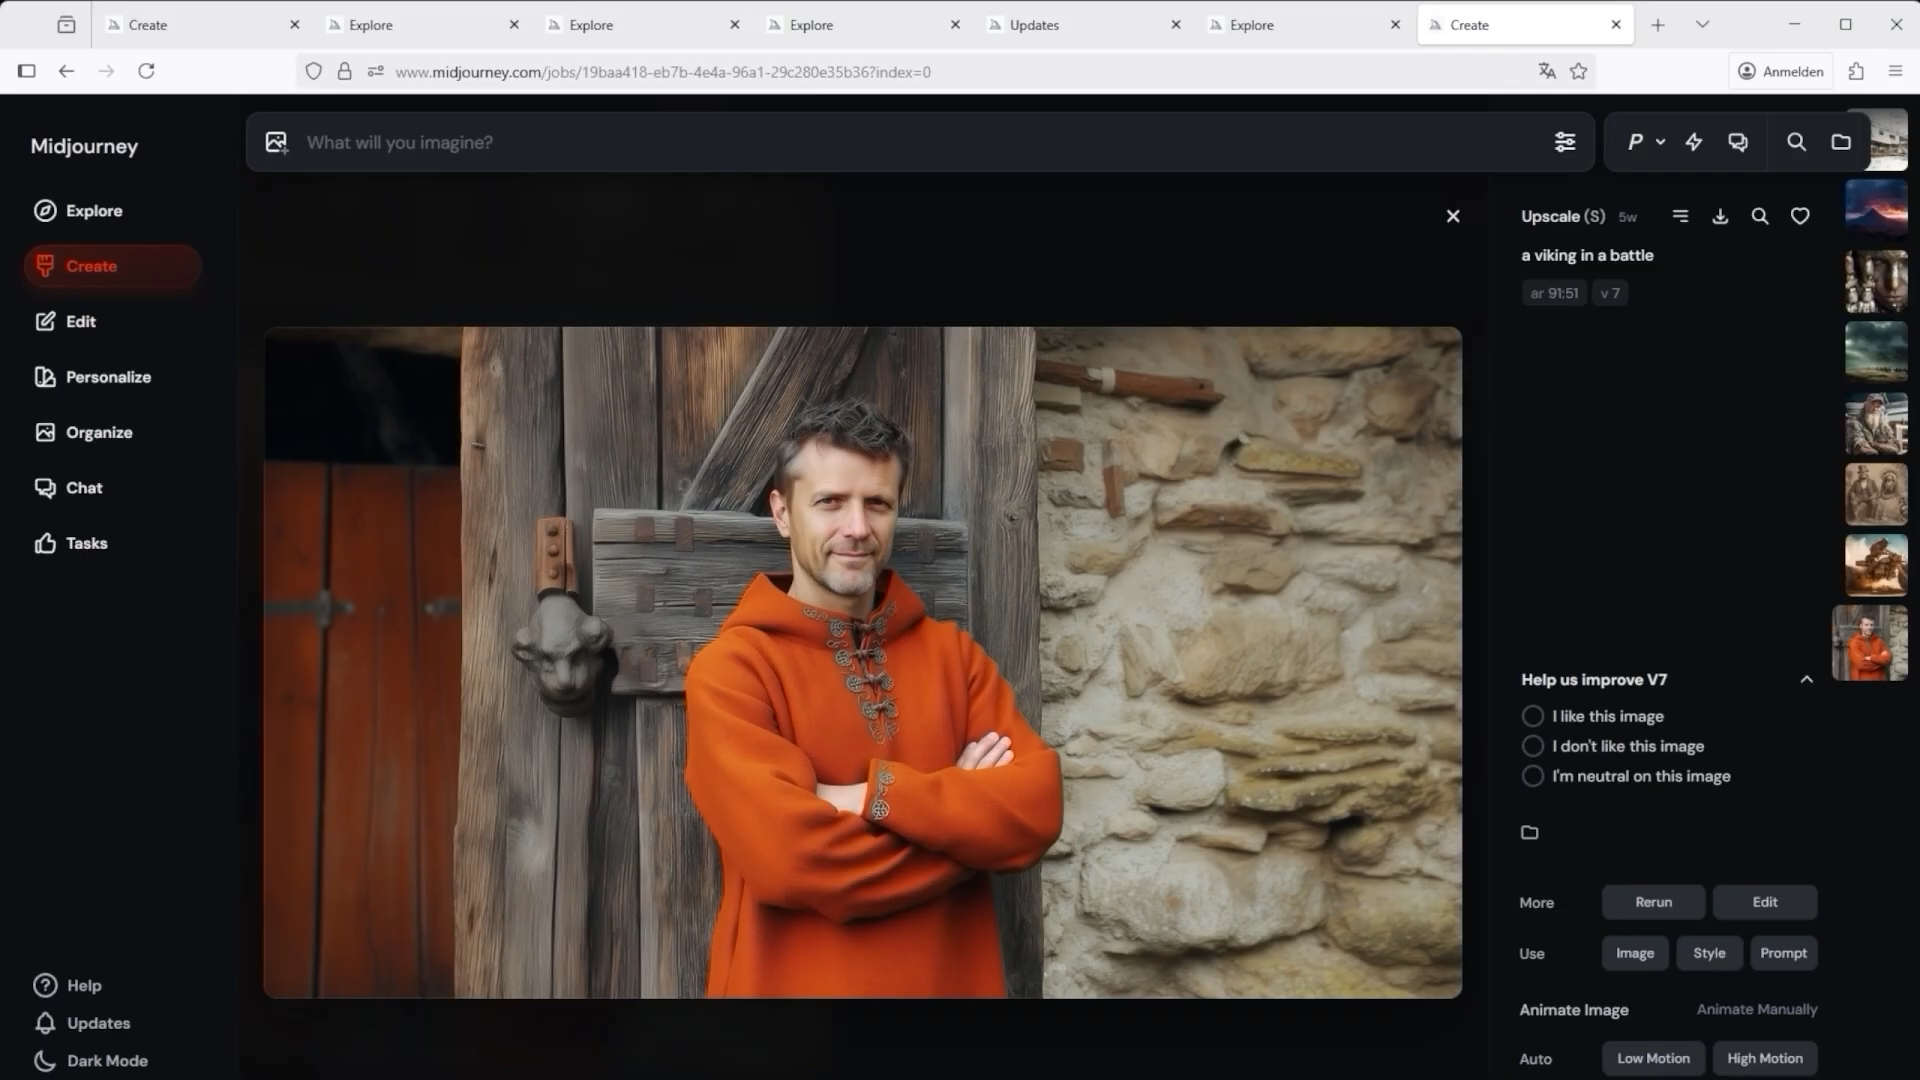 Create
Explore
Explore
Explore
Updates
Explore
Create
www.midjourney.com/jobs/19baa418-eb7b-4e4a-96a1-29c280e35b36?index=0
Anmelden
Midjourney
What will you imagine?
P
Explore
Create
Edit
Personalize
Organize
Chat
Tasks
Help
Updates
Dark Mode
Upscale (S) 5w
a viking in a battle
ar 91:51 v 7
Help us improve V7
I like this image
I don't like this image
I'm neutral on this image
More Rerun Edit
Use Image Style Prompt
Animate Image Animate Manually
Auto Low Motion High Motion